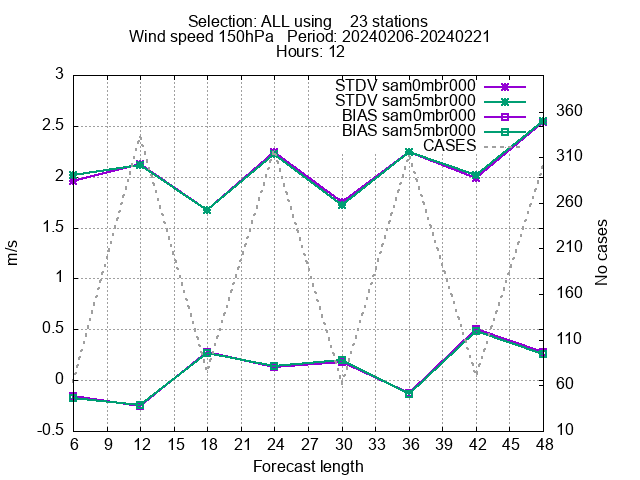 Selection: ALL using 23 stations
Wind speed 150hPa Period: 20240206-20240221
Hours: 12
STDV sam0mbr000
STDV sam5mbr000
BIAS sam0mbr000
BIAS sam5mbr000
CASES
3
2.5
2
1.5
1
0.5
0
-0.5
m/s
360
310
260
210
160
110
60
10
No cases
6 9 12 15 18 21 24 27 30 33 36 39 42 45 48
Forecast length